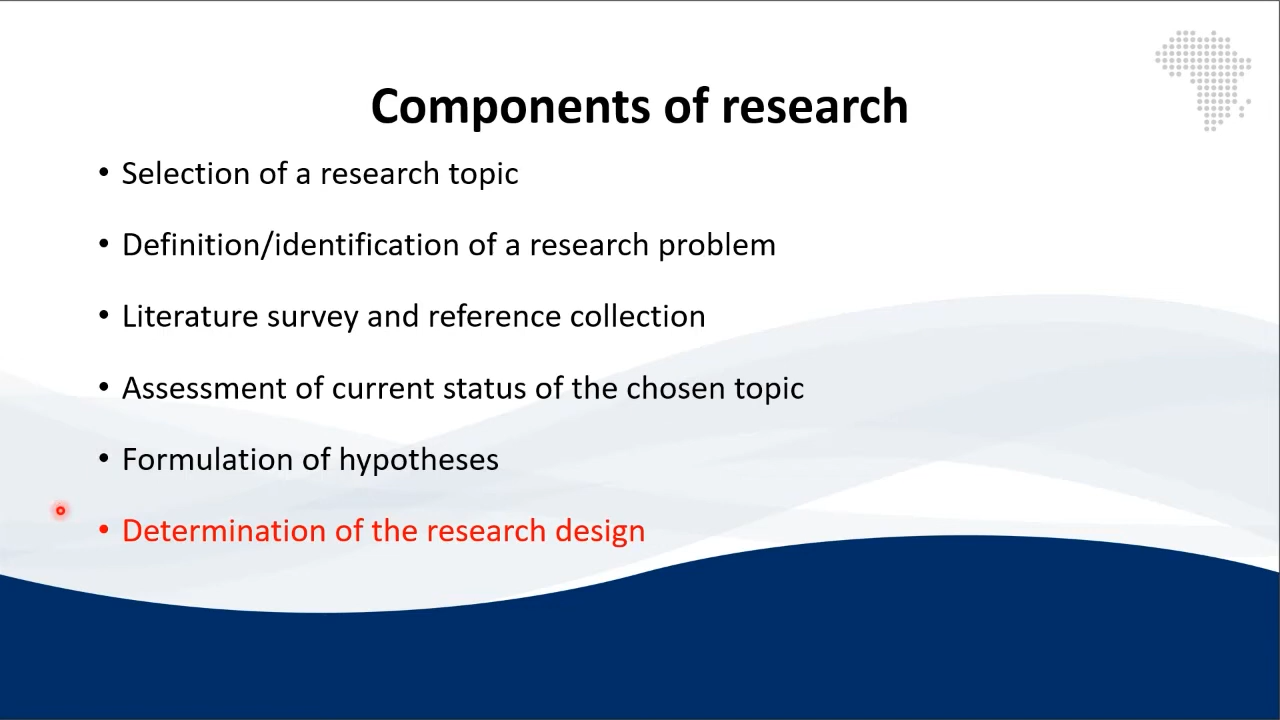 Components of research
• Selection of a research topic
• Definition/identification of a research problem
• Literature survey and reference collection
• Assessment of current status of the chosen topic
• Formulation of hypotheses
• Determination of the research design